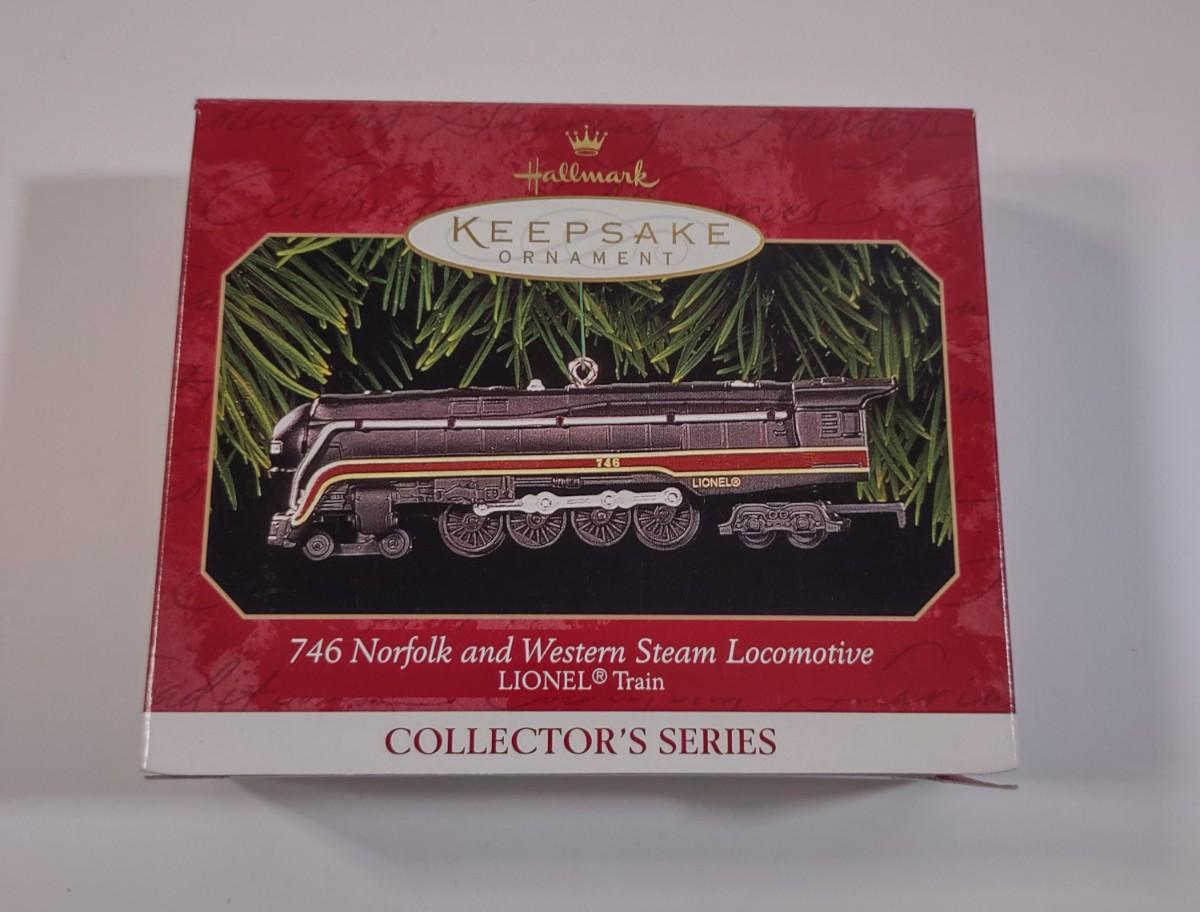 Hallmark
KEEPSAKE
ORNAMENT
746
LIONEL®
746 Norfolk and Western Steam Locomotive
LIONEL® Train
COLLECTOR'S SERIES